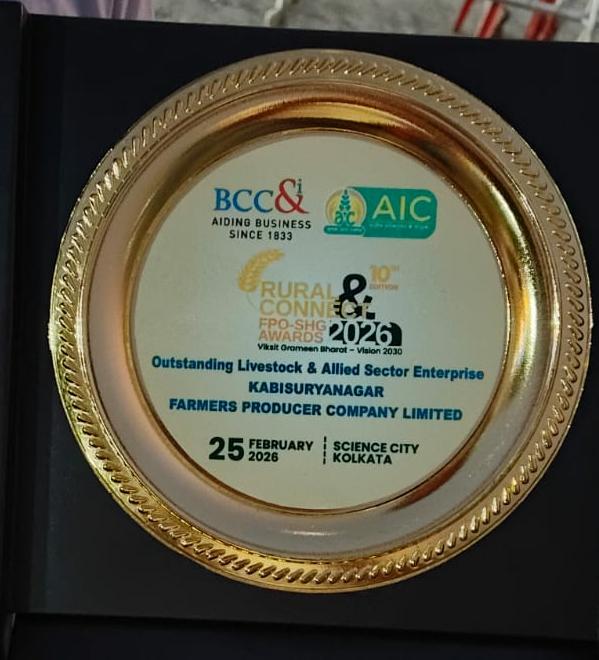 BCC&i
AIDING BUSINESS
SINCE 1833
AIC
10TH
EDITION
RURAL
CONNECT
&
FPO-SHG
AWARDS 2026
Viksit Grameen Bharat – Vision 2030
Outstanding Livestock & Allied Sector Enterprise
KABISURYANAGAR
FARMERS PRODUCER COMPANY LIMITED
25 FEBRUARY 2026 | SCIENCE CITY KOLKATA